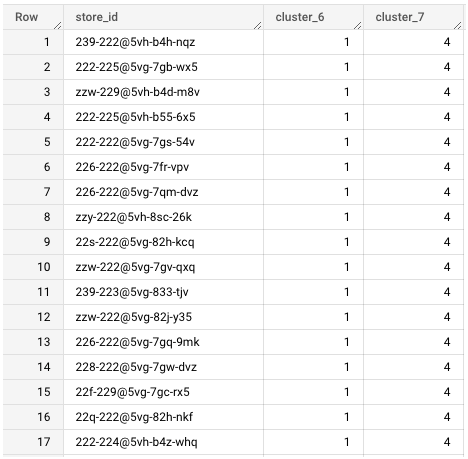 Row store_id cluster_6 cluster_7
1 239-222@5vh-b4h-nqz 1 4
2 222-225@5vg-7gb-wx5 1 4
3 zzw-229@5vh-b4d-m8v 1 4
4 222-225@5vh-b55-6x5 1 4
5 222-222@5vg-7gs-54v 1 4
6 226-222@5vg-7fr-vpv 1 4
7 226-222@5vg-7qm-dvz 1 4
8 zzy-222@5vh-8sc-26k 1 4
9 22s-222@5vg-82h-kcq 1 4
10 zzw-222@5vg-7gv-qxq 1 4
11 239-223@5vg-833-tjv 1 4
12 zzw-222@5vg-82j-y35 1 4
13 226-222@5vg-7gq-9mk 1 4
14 228-222@5vg-7gw-dvz 1 4
15 22f-229@5vg-7gc-rx5 1 4
16 22q-222@5vg-82h-nkf 1 4
17 222-224@5vh-b4z-whq 1 4